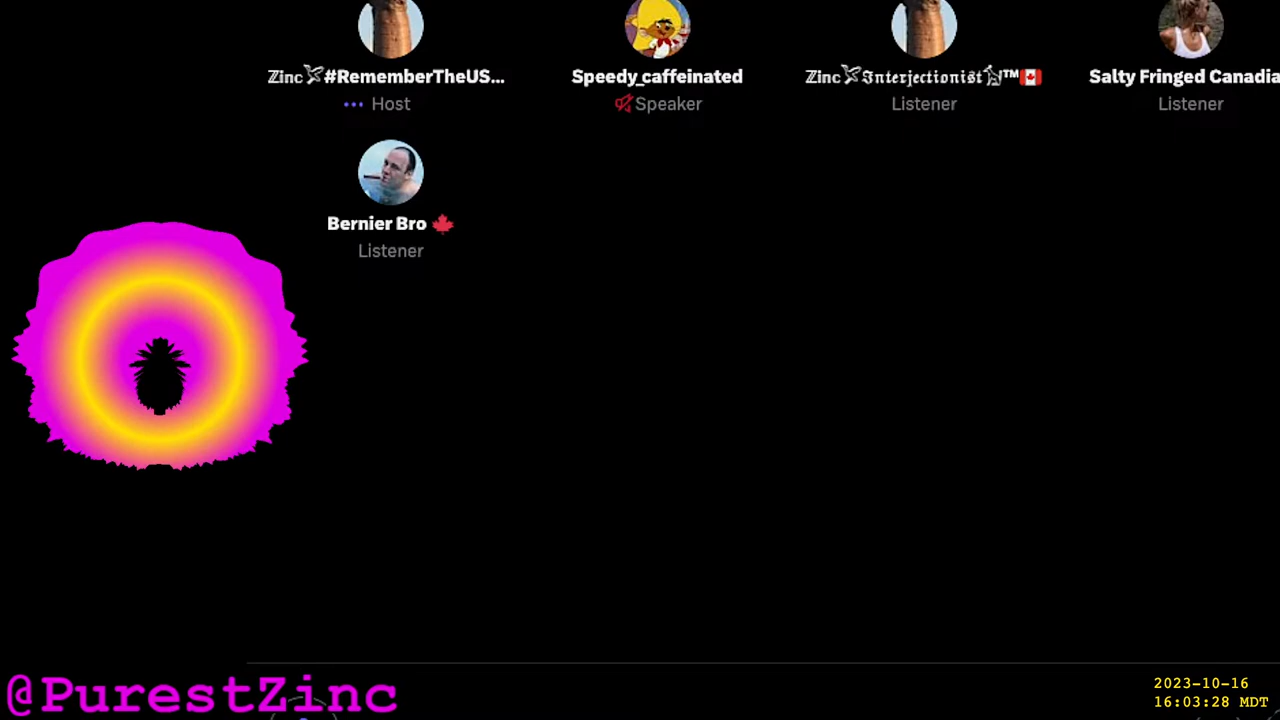 Zinc🕊#RememberTheUS...
Speedy_caffeinated
Zinc🕊𝕴𝖓𝖙𝖊𝖗𝖏𝖊𝖈𝖙𝖎𝖔𝖓𝖎𝖘𝖙™🇨🇦
Salty Fringed Canadia
Host
Speaker
Listener
Listener
Bernier Bro 🍁
Listener
@PurestZinc
2023-10-16
16:03:28 MDT